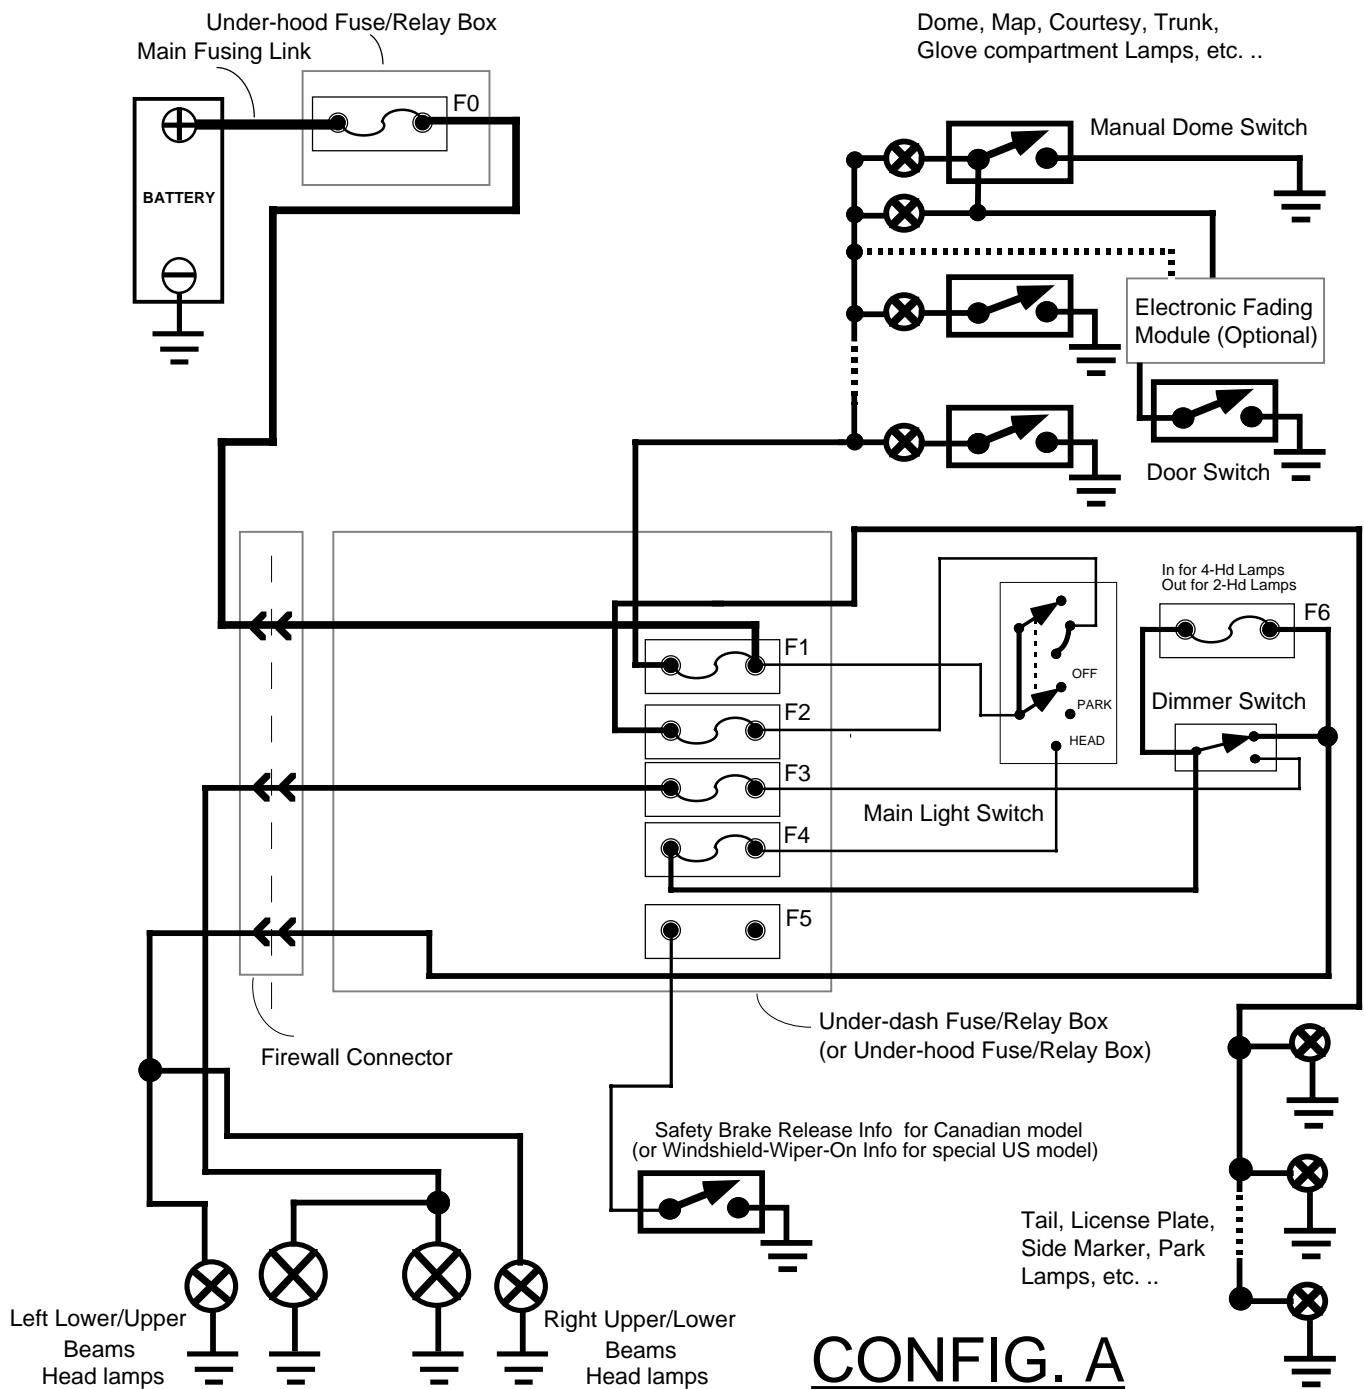 Under-hood Fuse/Relay Box
Main Fusing Link
F0
BATTERY
Dome, Map, Courtesy, Trunk,
Glove compartment Lamps, etc. ..
Manual Dome Switch
Electronic Fading
Module (Optional)
Door Switch
In for 4-Hd Lamps
Out for 2-Hd Lamps
F6
F1
OFF
PARK
HEAD
Dimmer Switch
F2
F3
Main Light Switch
F4
F5
Under-dash Fuse/Relay Box
(or Under-hood Fuse/Relay Box)
Firewall Connector
Safety Brake Release Info for Canadian model
(or Windshield-Wiper-On Info for special US model)
Tail, License Plate,
Side Marker, Park
Lamps, etc. ..
Left Lower/Upper
Beams
Head lamps
Right Upper/Lower
Beams
Head lamps
CONFIG. A